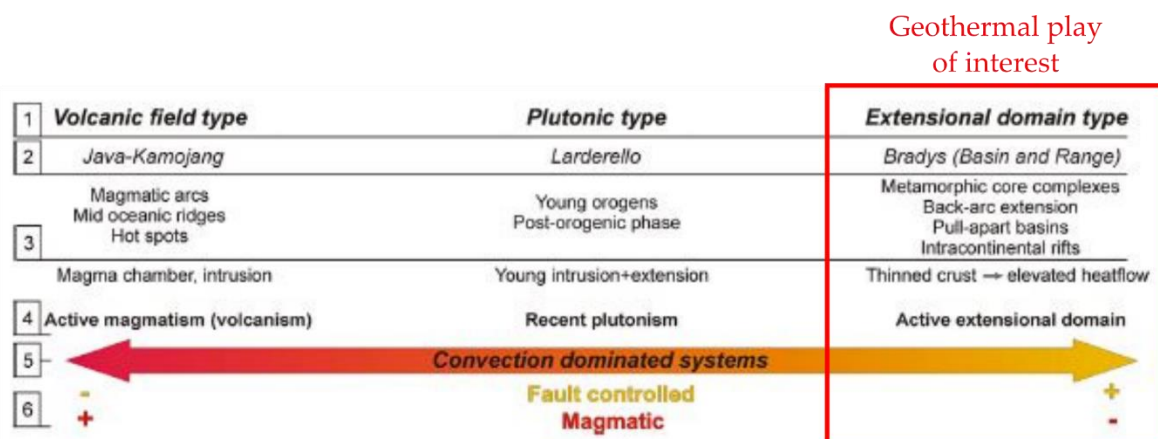 Geothermal play
of interest
1 Volcanic field type Plutonic type Extensional domain type
2 Java-Kamojang Larderello Bradys (Basin and Range)
Magmatic arcs Young orogens Metamorphic core complexes
Mid oceanic ridges Post-orogenic phase Back-arc extension
Hot spots Pull-apart basins
3 Intracontinental rifts
Magma chamber, intrusion Young intrusion+extension Thinned crust → elevated heatflow
4 Active magmatism (volcanism) Recent plutonism Active extensional domain
5 Convection dominated systems
- Fault controlled +
6
+ Magmatic -